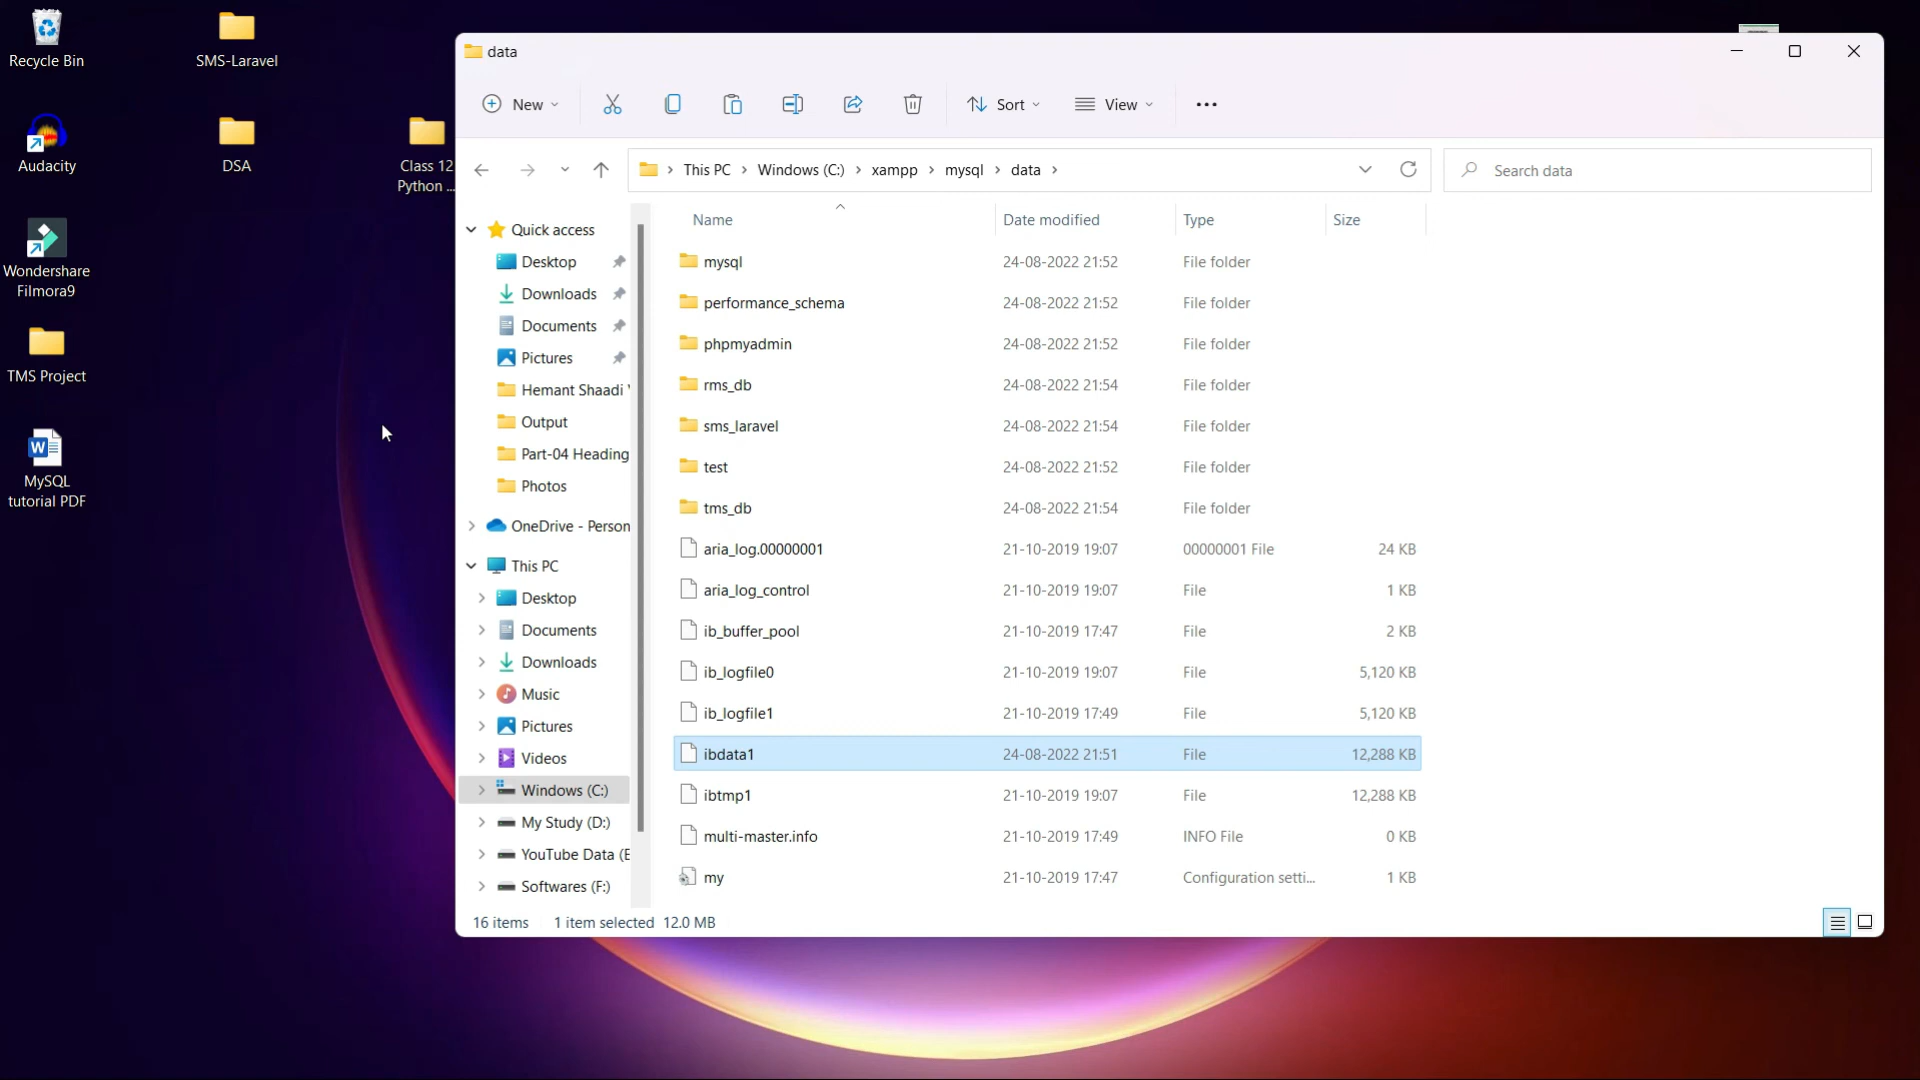 Recycle Bin
SMS-Laravel
Audacity
DSA
Class 12
Python ...
Wondershare
Filmora9
TMS Project
MySQL
tutorial PDF
data
New
Sort
View
This PC > Windows (C:) > xampp > mysql > data >
Search data
Quick access
Desktop
Downloads
Documents
Pictures
Hemant Shaadi
Output
Part-04 Heading
Photos
OneDrive - Person
This PC
Desktop
Documents
Downloads
Music
Pictures
Videos
Windows (C:)
My Study (D:)
YouTube Data (E
Softwares (F:)
Name Date modified Type Size
mysql 24-08-2022 21:52 File folder
performance_schema 24-08-2022 21:52 File folder
phpmyadmin 24-08-2022 21:52 File folder
rms_db 24-08-2022 21:54 File folder
sms_laravel 24-08-2022 21:54 File folder
test 24-08-2022 21:52 File folder
tms_db 24-08-2022 21:54 File folder
aria_log.00000001 21-10-2019 19:07 00000001 File 24 KB
aria_log_control 21-10-2019 19:07 File 1 KB
ib_buffer_pool 21-10-2019 17:47 File 2 KB
ib_logfile0 21-10-2019 19:07 File 5,120 KB
ib_logfile1 21-10-2019 17:49 File 5,120 KB
ibdata1 24-08-2022 21:51 File 12,288 KB
ibtmp1 21-10-2019 19:07 File 12,288 KB
multi-master.info 21-10-2019 17:49 INFO File 0 KB
my 21-10-2019 17:47 Configuration setti... 1 KB
16 items 1 item selected 12.0 MB